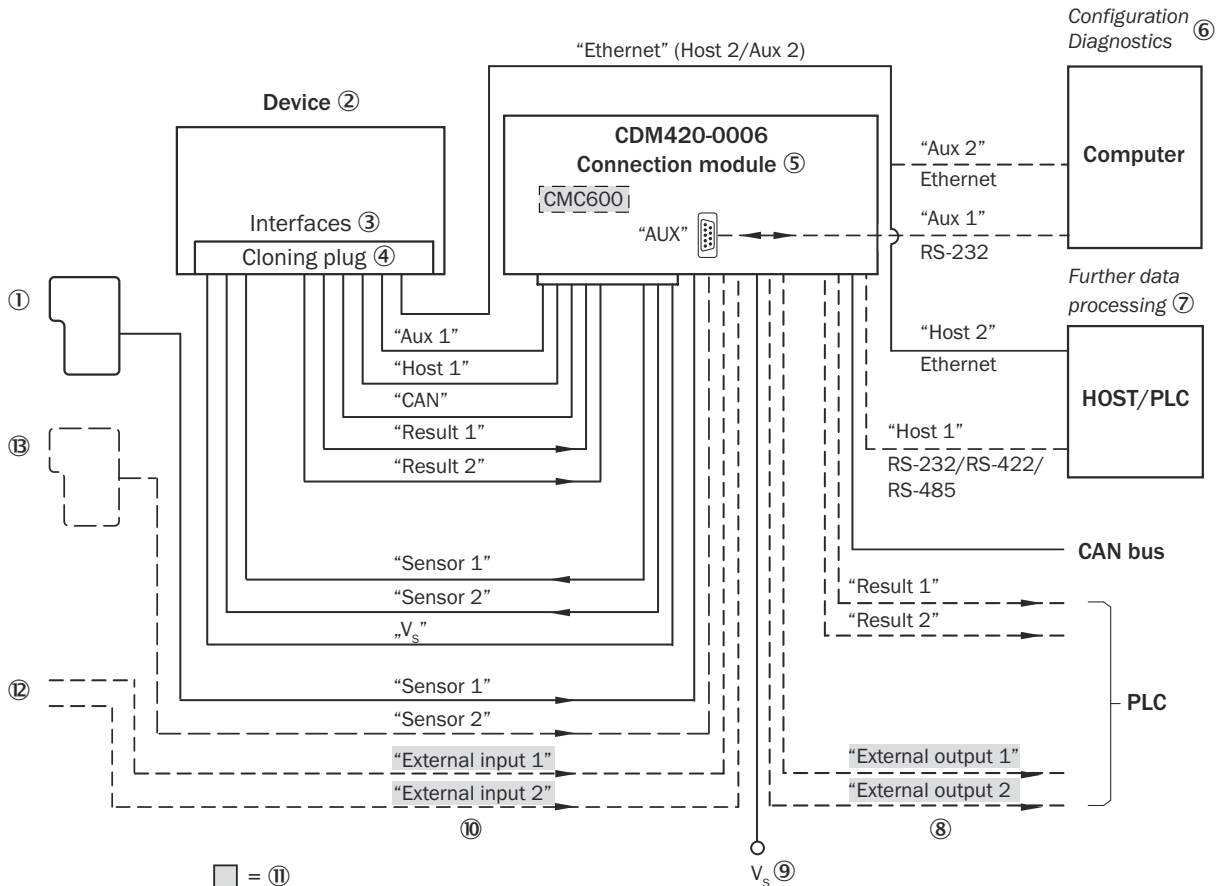 Configuration
Diagnostics ⑥
“Ethernet” (Host 2/Aux 2)
Device ②
CDM420-0006
Connection module ⑤
CMC600
“AUX”
“Aux 2”
Ethernet
Computer
“Aux 1”
RS-232
Interfaces ③
Cloning plug ④
①
Further data
processing ⑦
“Aux 1”
“Host 1”
“CAN”
“Result 1”
“Result 2”
“Host 2”
Ethernet
HOST/PLC
“Host 1”
RS-232/RS-422/
RS-485
⑬
CAN bus
“Sensor 1”
“Sensor 2”
„Vs”
“Result 1”
“Result 2”
⑫
“Sensor 1”
“Sensor 2”
PLC
“External input 1”
“External input 2”
“External output 1”
“External output 2
⑩
⑧
= ⑪
Vs ⑨